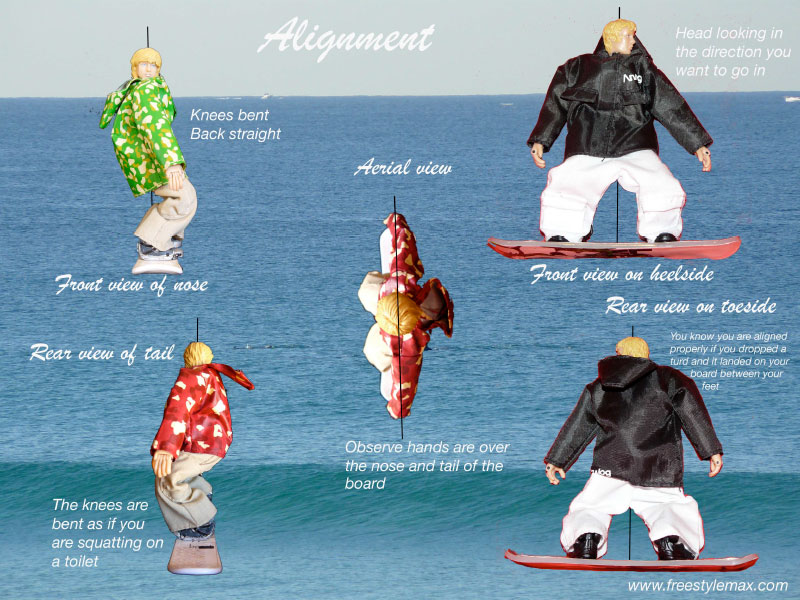 Alignment
Head looking in
the direction you
want to go in
Knees bent
Back straight
Aerial view
Front view of nose
Front view on heelside
Rear view on toeside
Rear view of tail
You know you are aligned
properly if you dropped a
turd and it landed on your
board between your
feet
Observe hands are over
the nose and tail of the
board
The knees are
bent as if you
are squatting on
a toilet
www.freestylemax.com